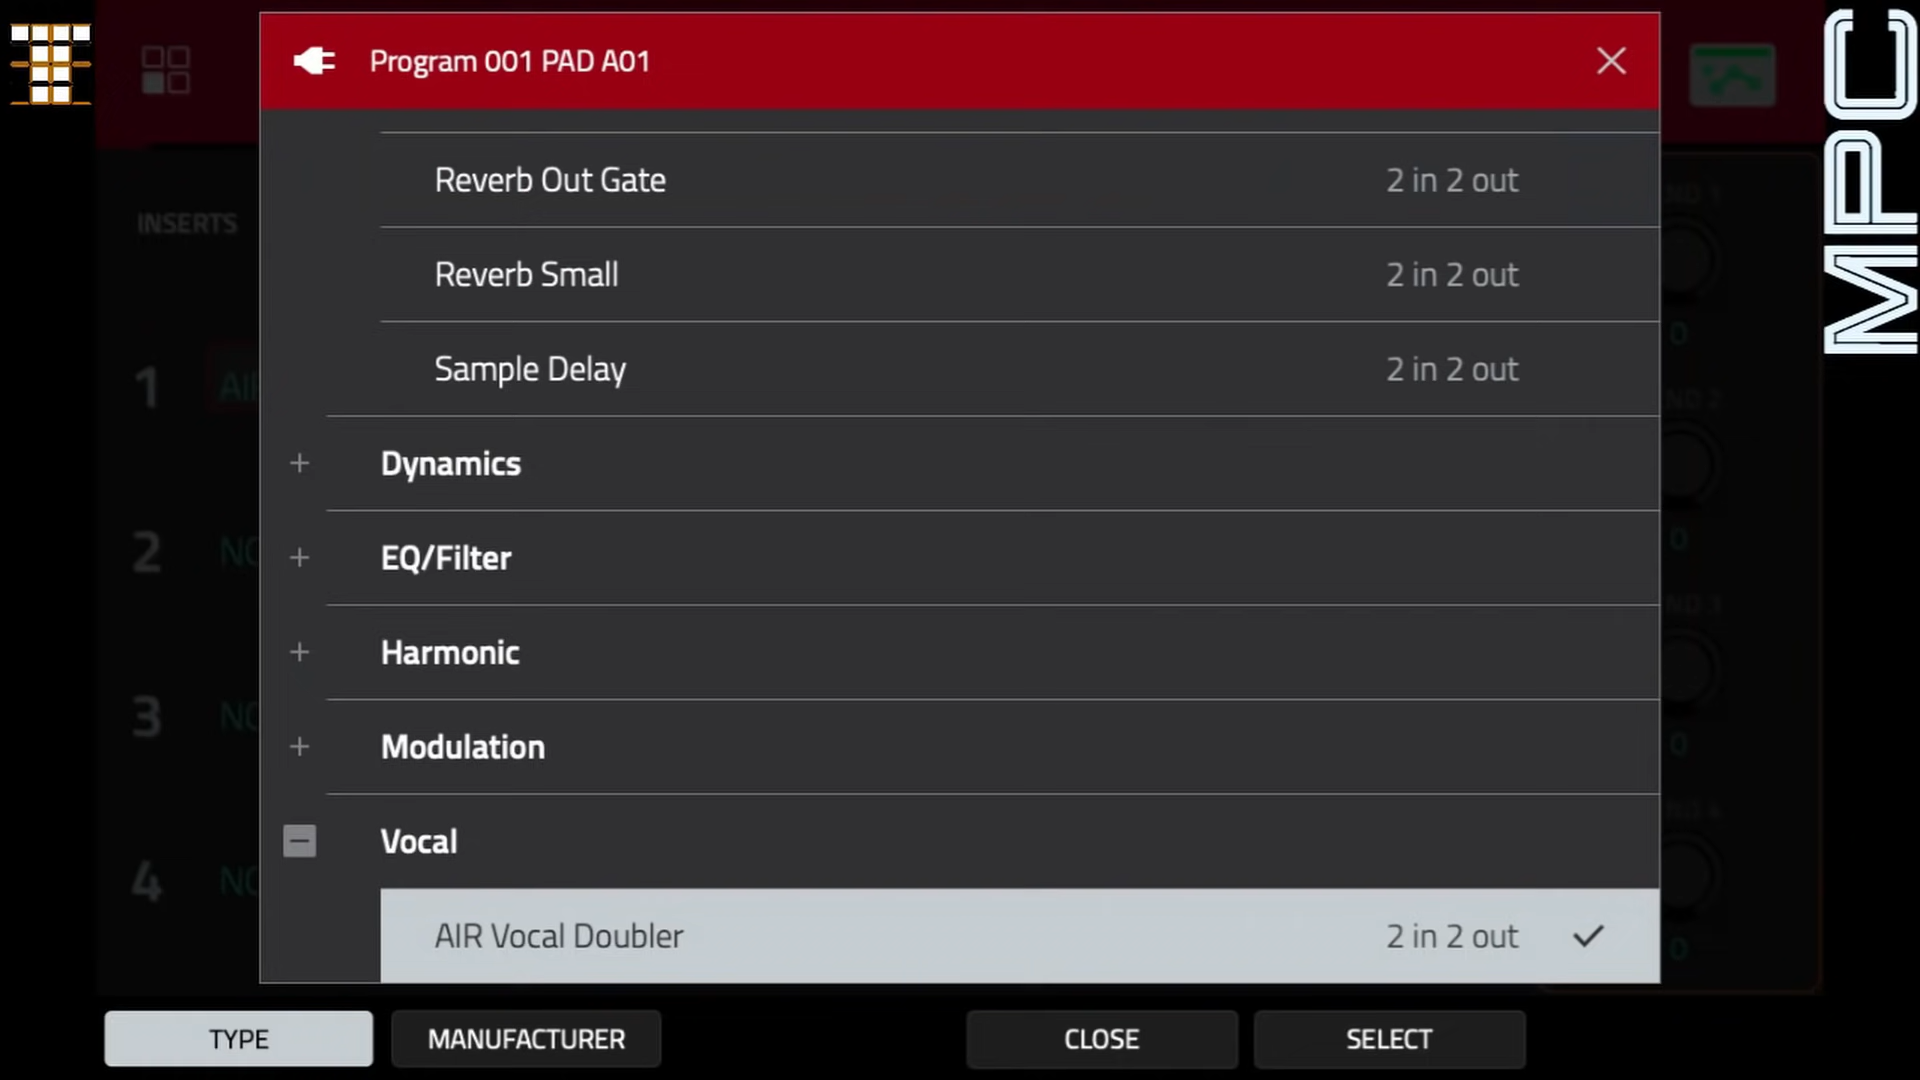 Program 001 PAD A01
MPC
Reverb Out Gate 2 in 2 out
INSERTS
Reverb Small 2 in 2 out
Sample Delay 2 in 2 out
1
Dynamics
EQ/Filter
2
Harmonic
3
Modulation
Vocal
4
AIR Vocal Doubler 2 in 2 out
TYPE MANUFACTURER CLOSE SELECT